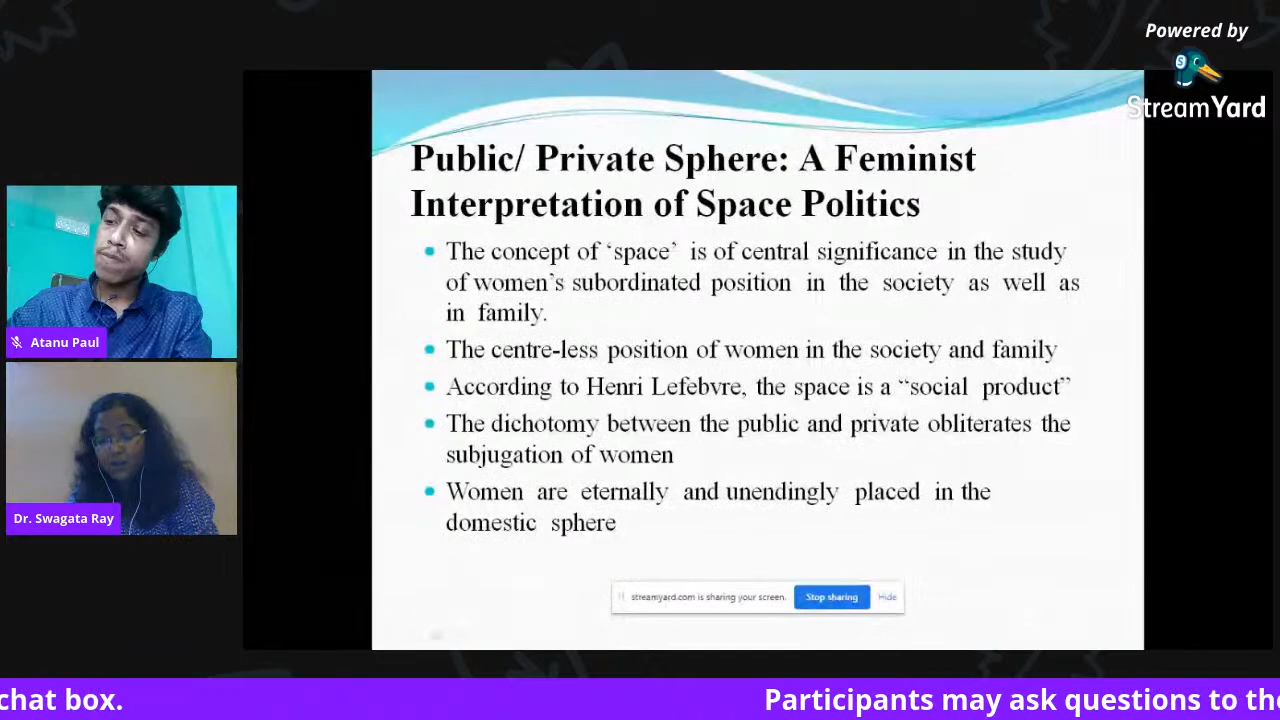 Powered by
StreamYard
Public/ Private Sphere: A Feminist
Interpretation of Space Politics
The concept of ‘space’ is of central significance in the study
of women’s subordinated position in the society as well as
in family.
The centre-less position of women in the society and family
According to Henri Lefebvre, the space is a “social product”
The dichotomy between the public and private obliterates the
subjugation of women
Women are eternally and unendingly placed in the
domestic sphere
streamyard.com is sharing your screen.
Stop sharing
Hide
Atanu Paul
Dr. Swagata Ray
chat box.
Participants may ask questions to the